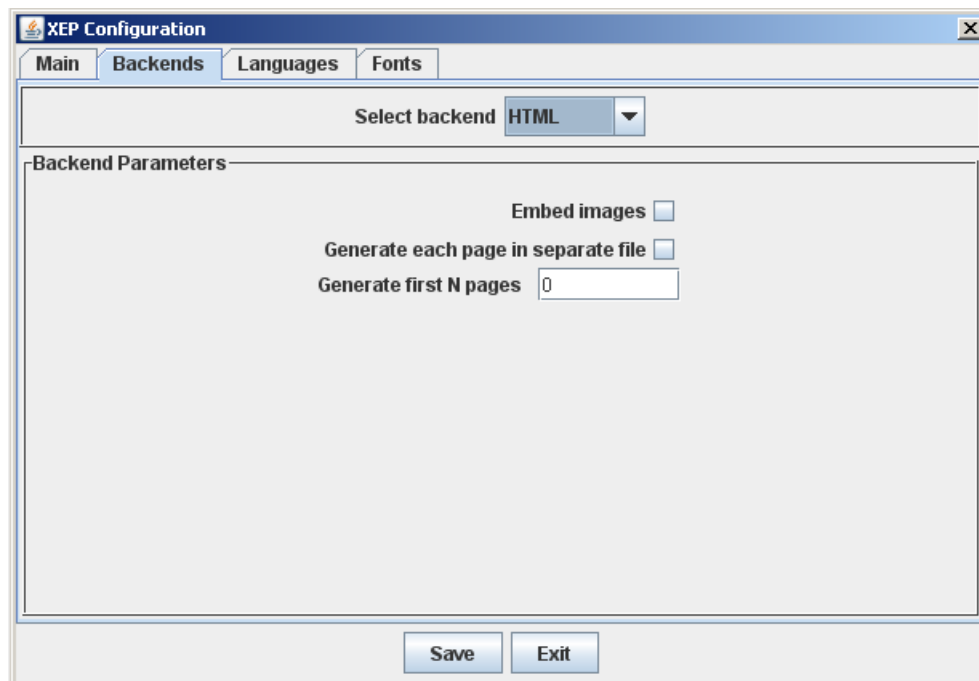 XEP Configuration
Main Backends Languages Fonts
Select backend HTML
Backend Parameters
Embed images
Generate each page in separate file
Generate first N pages 0
Save Exit